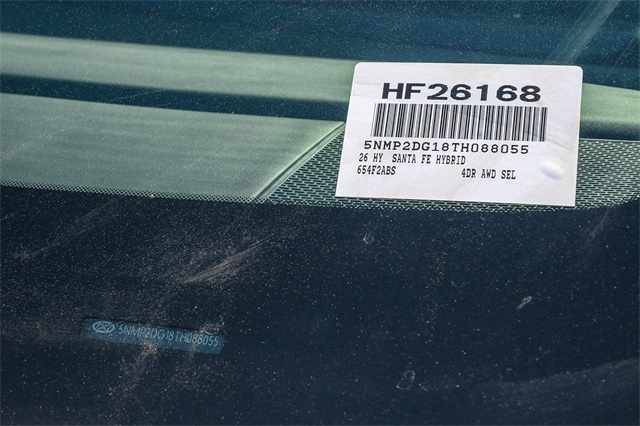 HF26168
5NMP2DG18TH088055
26 HY SANTA FE HYBRID
654F2ABS 4DR AWD SEL
5NMP2DG18TH088055